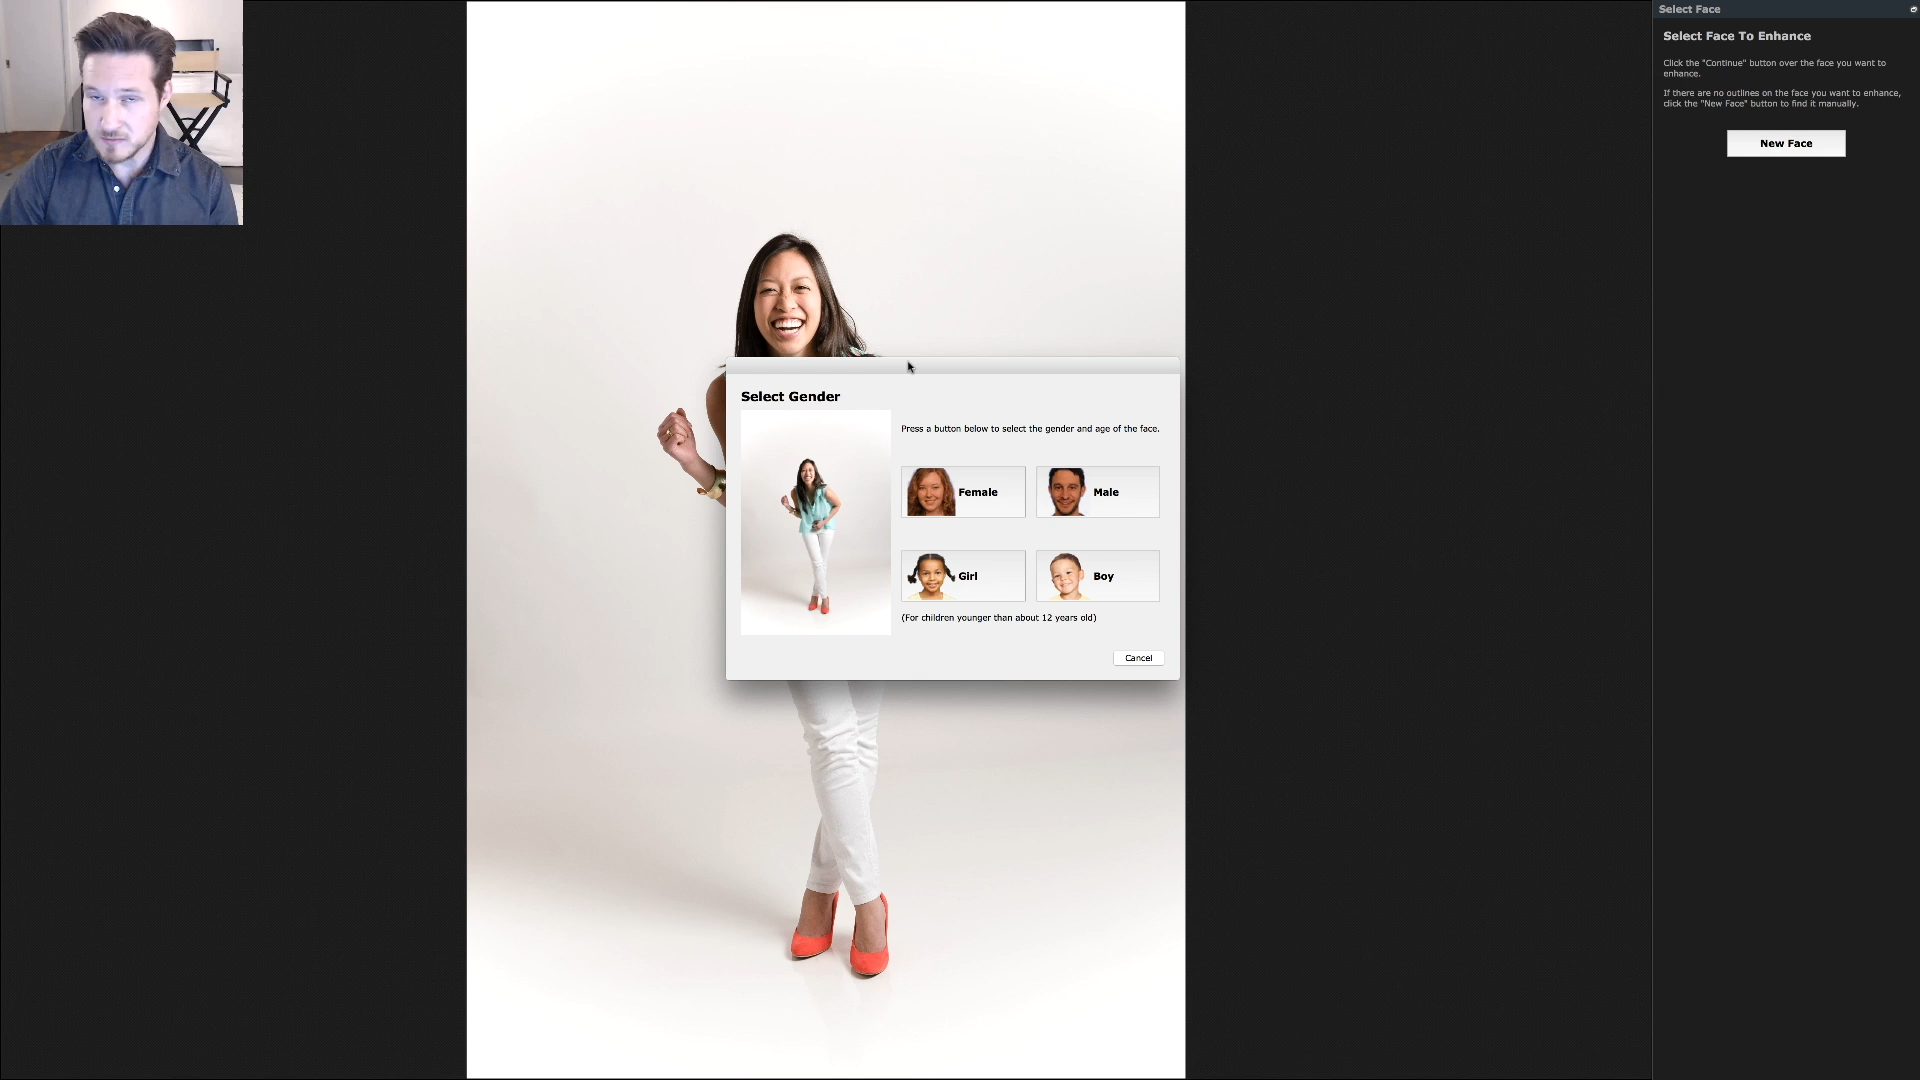 Select Face
Select Face To Enhance
Click the "Continue" button over the face you want to
enhance.
If there are no outlines on the face you want to enhance,
click the "New Face" button to find it manually.
New Face
Select Gender
Press a button below to select the gender and age of the face.
Female
Male
Girl
Boy
(For children younger than about 12 years old)
Cancel